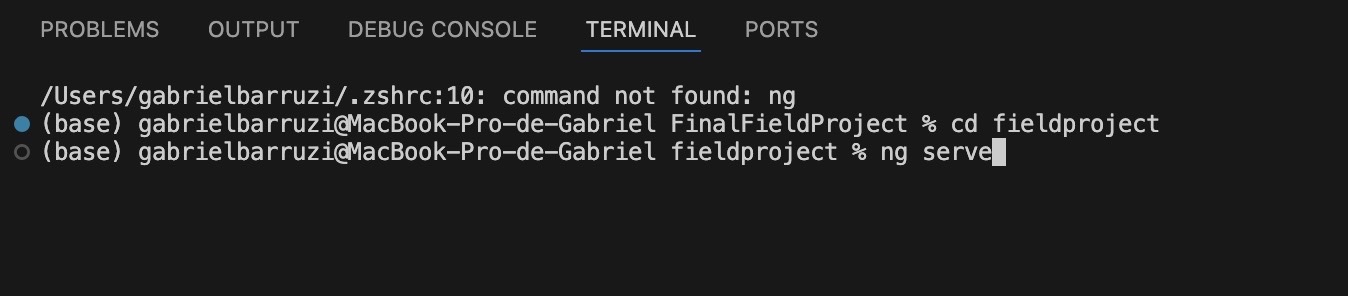 PROBLEMS OUTPUT DEBUG CONSOLE TERMINAL PORTS
/Users/gabrielbarruzi/.zshrc:10: command not found: ng
(base) gabrielbarruzi@MacBook-Pro-de-Gabriel FinalFieldProject % cd fieldproject
(base) gabrielbarruzi@MacBook-Pro-de-Gabriel fieldproject % ng serve